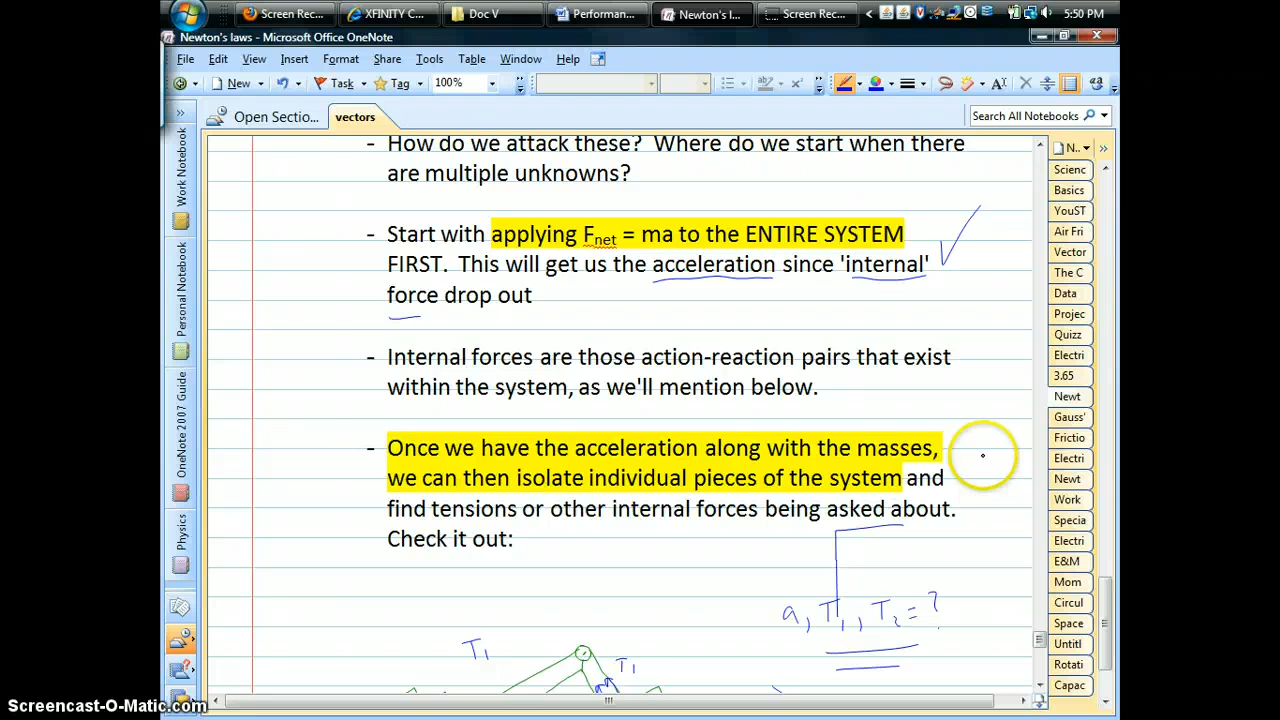 Screen Rec...
XFINITY C...
Doc V
Performan...
Newton's l...
Screen Rec...
5:50 PM
Newton's laws - Microsoft Office OneNote
File Edit View Insert Format Share Tools Table Window Help
New Task Tag 100%
Open Sectio... vectors Search All Notebooks
N..
Work Notebook
Personal Notebook
OneNote 2007 Guide
Physics
- How do we attack these? Where do we start when there
are multiple unknowns?
- Start with applying Fnet = ma to the ENTIRE SYSTEM
FIRST. This will get us the acceleration since 'internal'
force drop out
- Internal forces are those action-reaction pairs that exist
within the system, as we'll mention below.
- Once we have the acceleration along with the masses,
we can then isolate individual pieces of the system and
find tensions or other internal forces being asked about.
Check it out:
a, T1, T2 = ?
T1
T1
Scienc
Basics
YouST
Air Fri
Vector
The C
Data
Projec
Quizz
Electri
3.65
Newt
Gauss'
Frictio
Electri
Newt
Work
Specia
Electri
E&M
Mom
Circul
Space
Untitl
Rotati
Capac
Screencast-O-Matic.com